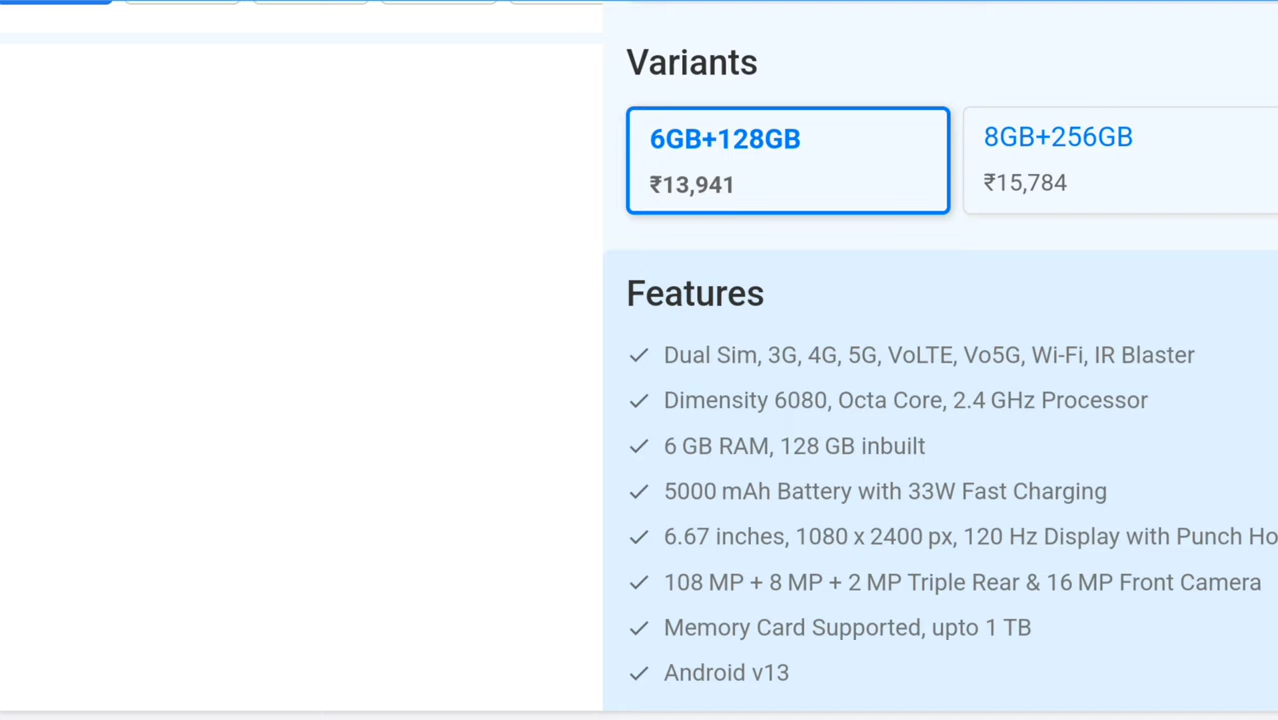 Variants
6GB+128GB
₹13,941
8GB+256GB
₹15,784
Features
Dual Sim, 3G, 4G, 5G, VoLTE, Vo5G, Wi-Fi, IR Blaster
Dimensity 6080, Octa Core, 2.4 GHz Processor
6 GB RAM, 128 GB inbuilt
5000 mAh Battery with 33W Fast Charging
6.67 inches, 1080 x 2400 px, 120 Hz Display with Punch Ho
108 MP + 8 MP + 2 MP Triple Rear & 16 MP Front Camera
Memory Card Supported, upto 1 TB
Android v13